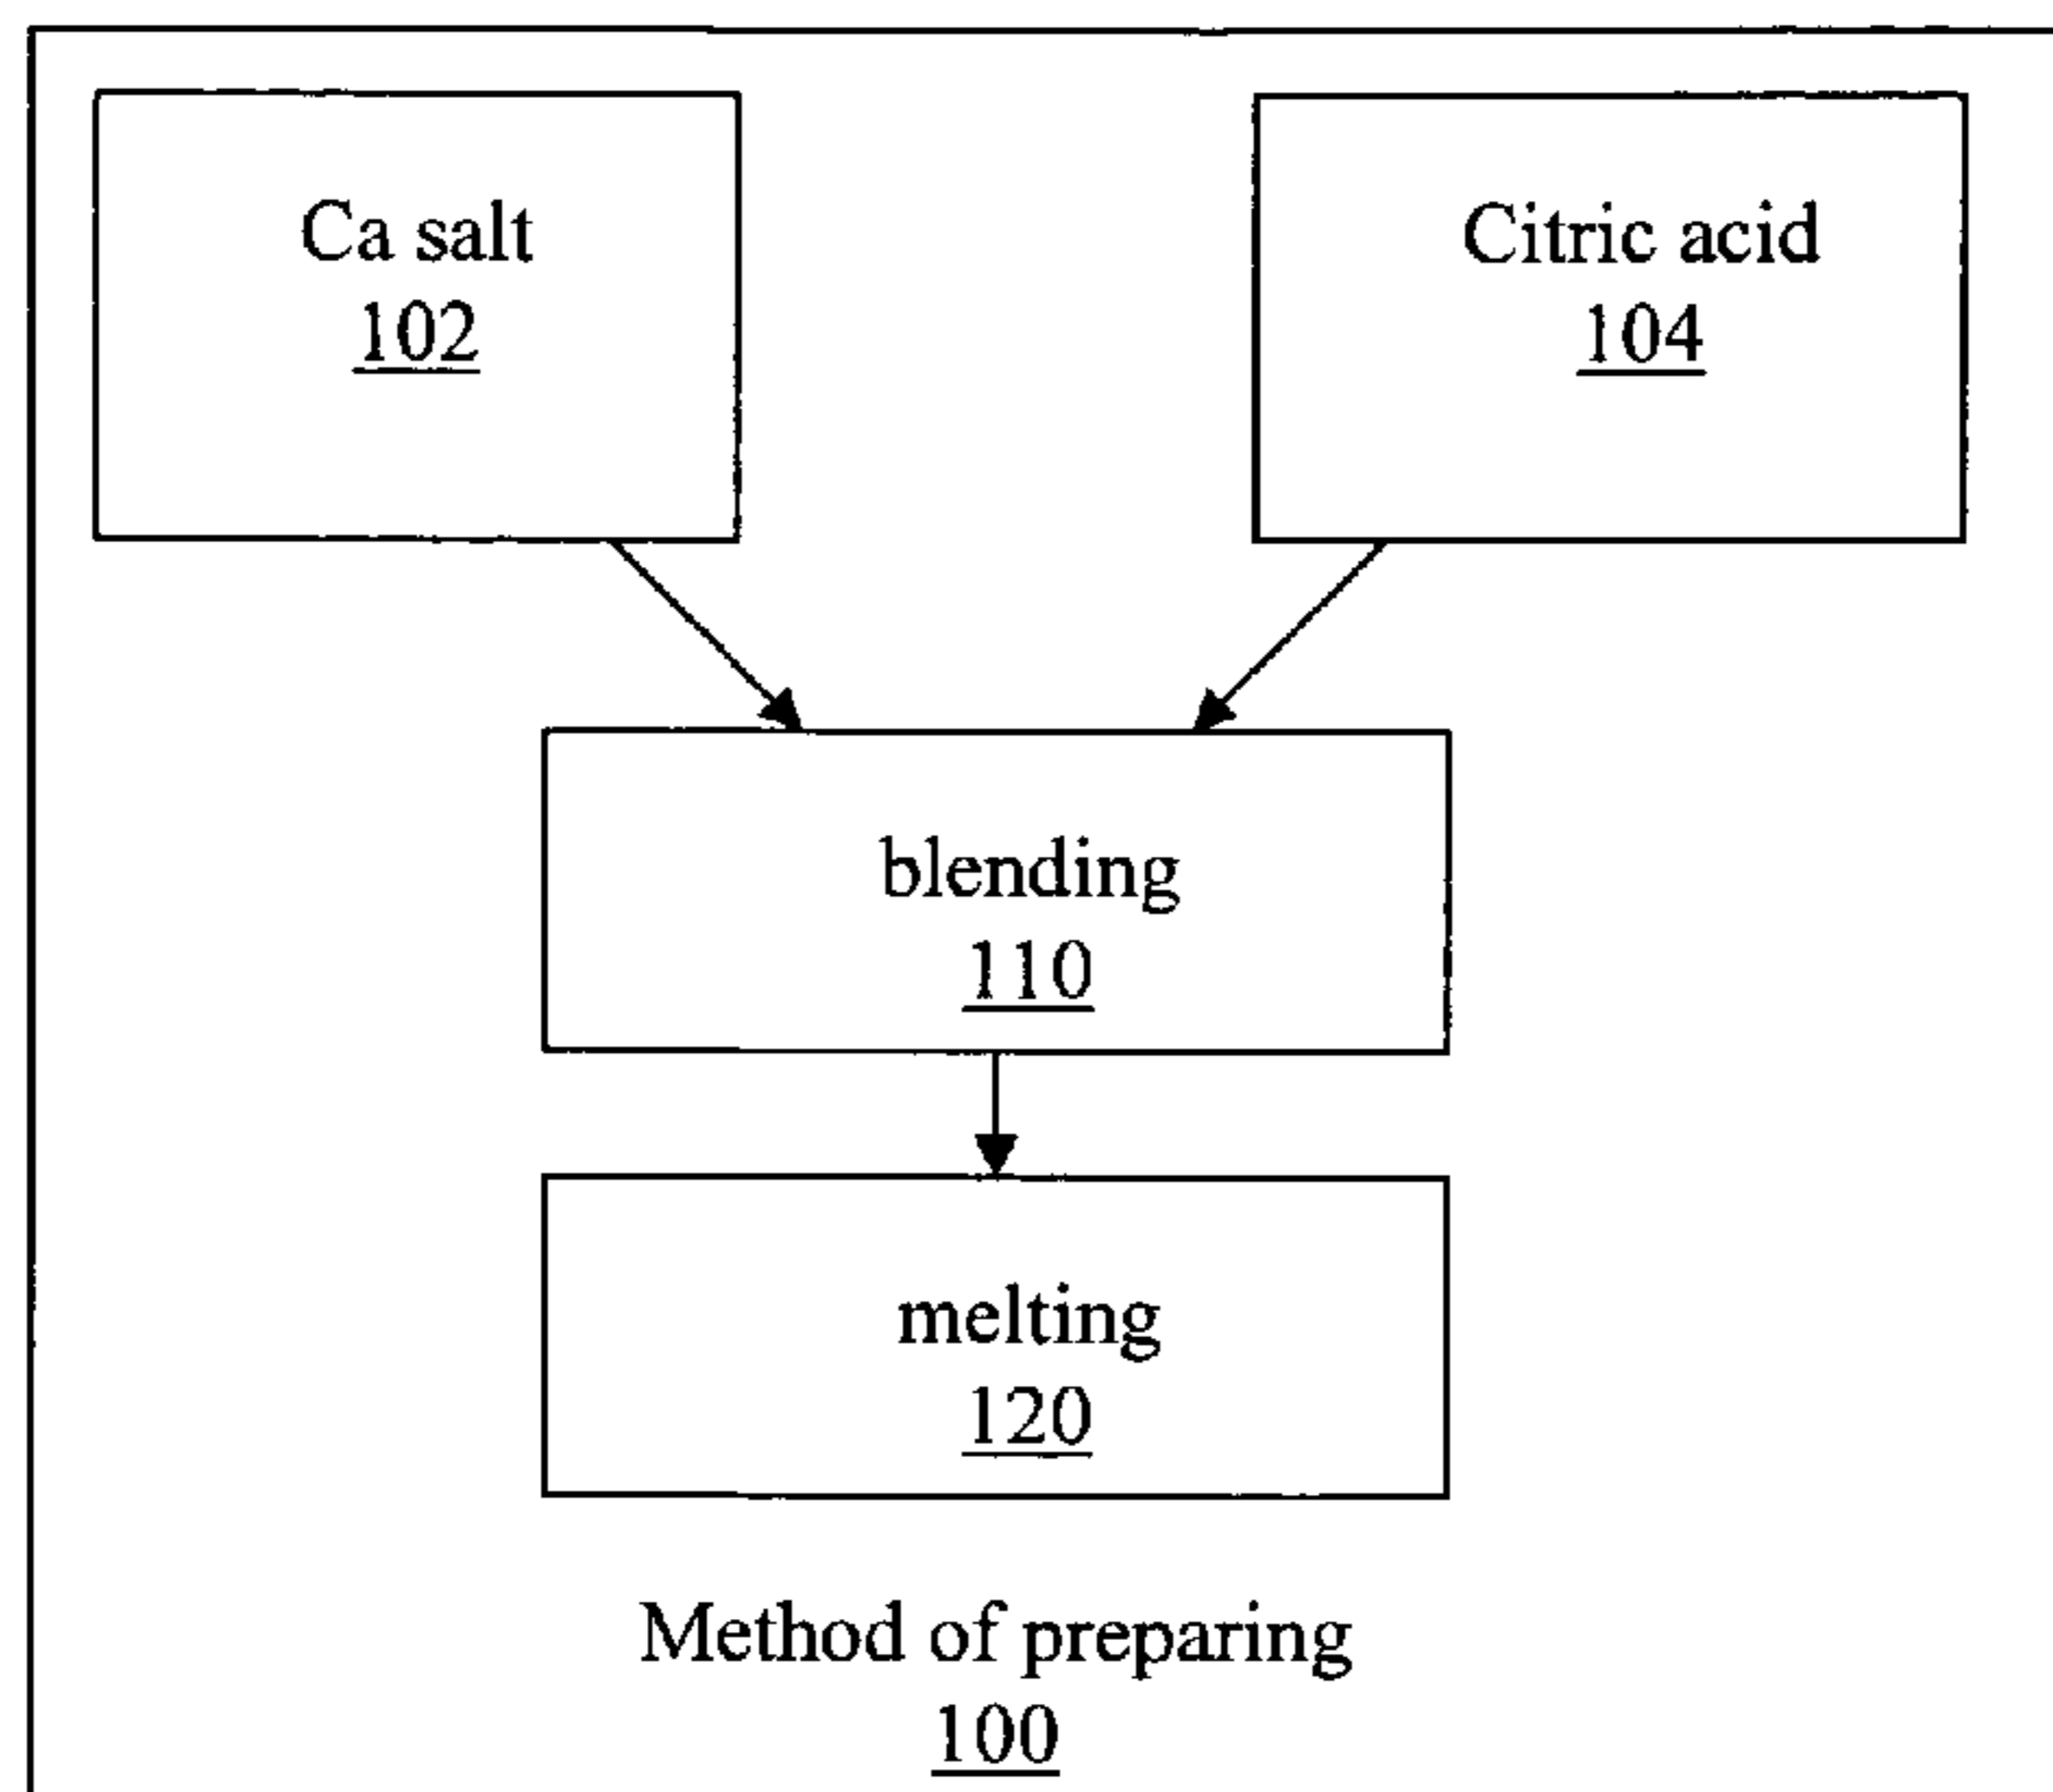 Ca salt
102
Citric acid
104
blending
110
melting
120
Method of preparing
100